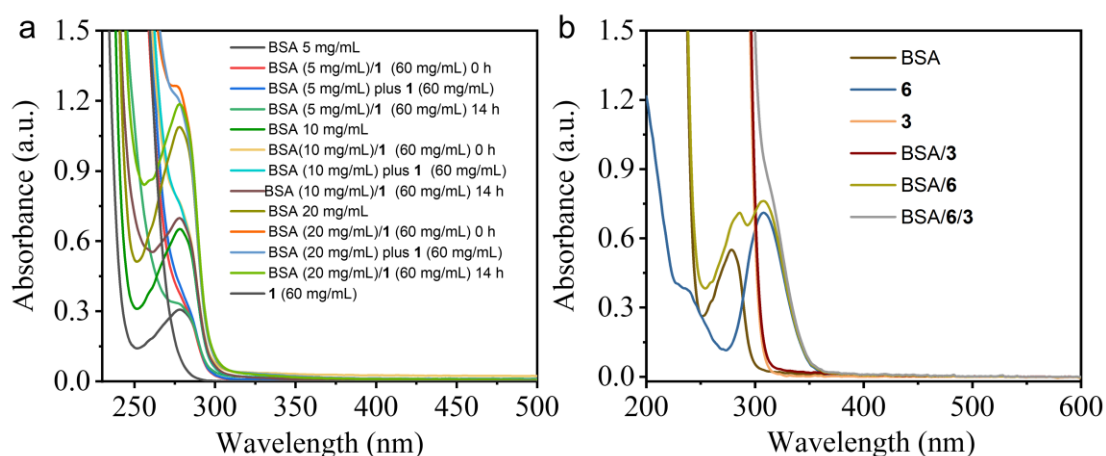 a
1.5
1.2
0.9
0.6
0.3
0.0
Absorbance (a.u.)
BSA 5 mg/mL
BSA (5 mg/mL)/1 (60 mg/mL) 0 h
BSA (5 mg/mL) plus 1 (60 mg/mL)
BSA (5 mg/mL)/1 (60 mg/mL) 14 h
BSA 10 mg/mL
BSA(10 mg/mL)/1 (60 mg/mL) 0 h
BSA (10 mg/mL) plus 1 (60 mg/mL)
BSA (10 mg/mL)/1 (60 mg/mL) 14 h
BSA 20 mg/mL
BSA (20 mg/mL)/1 (60 mg/mL) 0 h
BSA (20 mg/mL) plus 1 (60 mg/mL)
BSA (20 mg/mL)/1 (60 mg/mL) 14 h
1 (60 mg/mL)
250 300 350 400 450 500
Wavelength (nm)
b
1.5
1.2
0.9
0.6
0.3
0.0
Absorbance (a.u.)
BSA
6
3
BSA/3
BSA/6
BSA/6/3
200 300 400 500 600
Wavelength (nm)